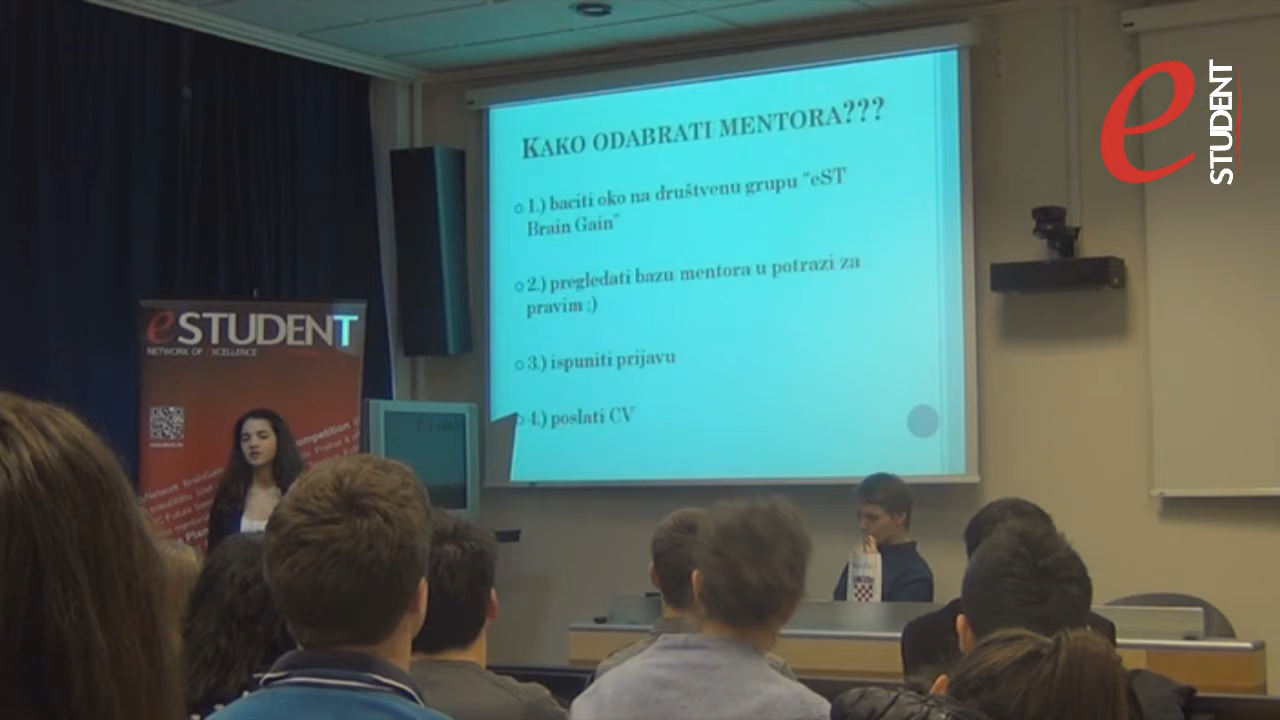 KAKO ODABRATI MENTORA???
1.) baciti oko na društvenu grupu "eST
Brain Gain"
2.) pregledati bazu mentora u potrazi za
pravim :)
3.) ispuniti prijavu
4.) poslati CV
e STUDENT
eSTUDENT
NETWORK OF EXCELLENCE
ompetition